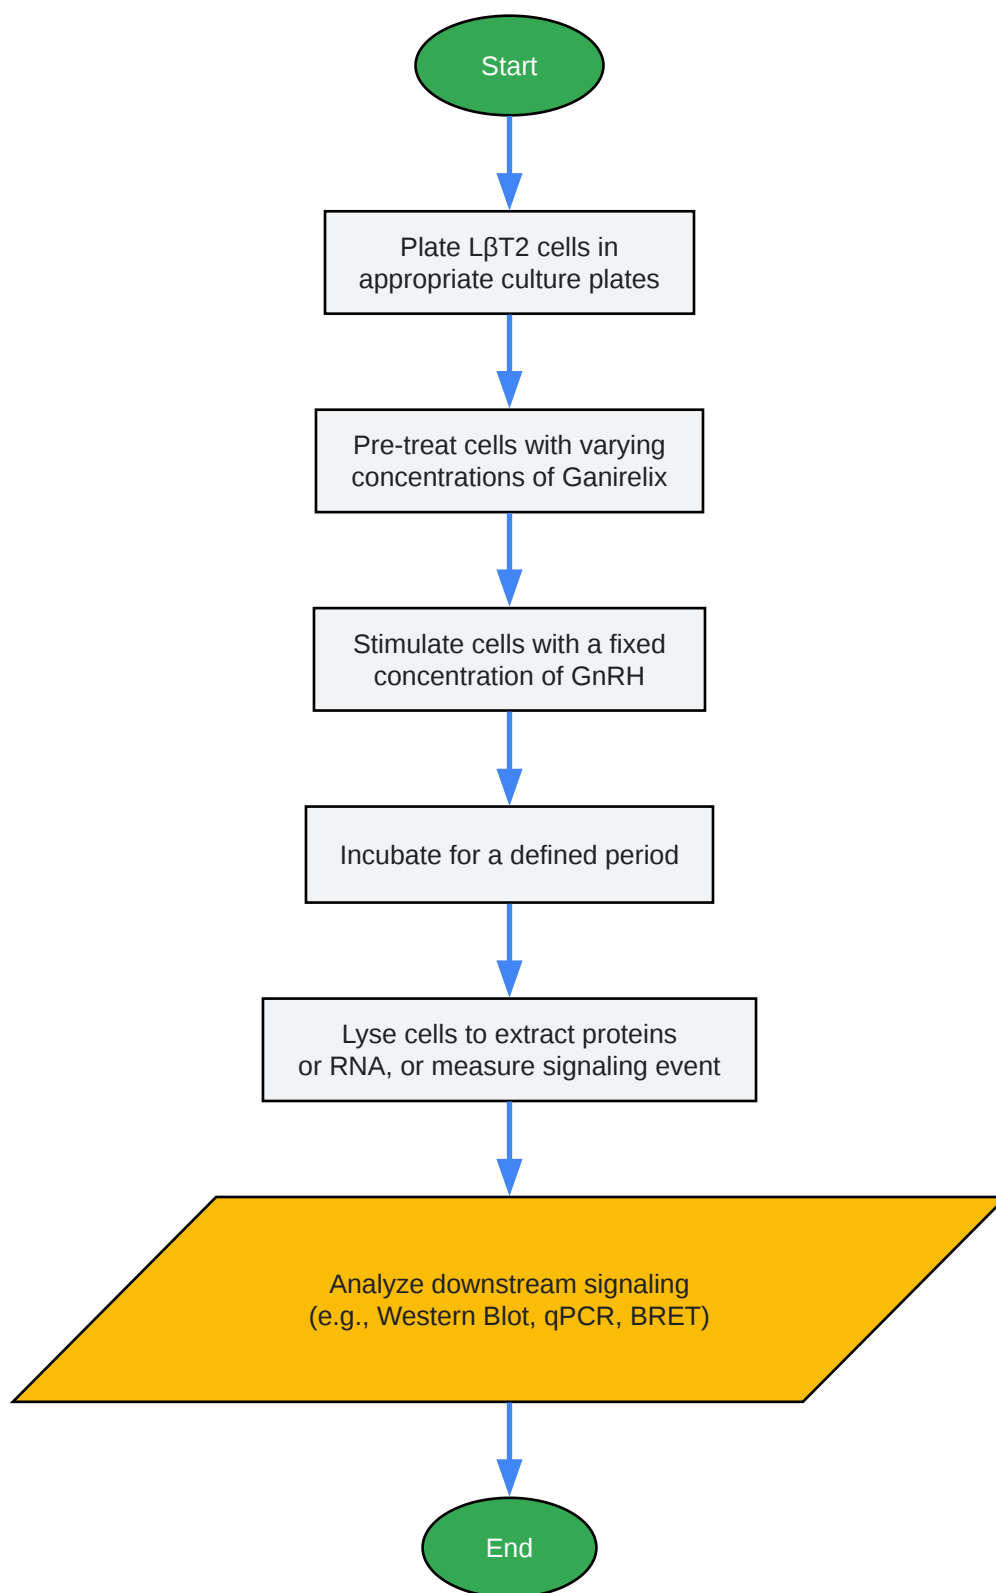 Start
Plate LβT2 cells in
appropriate culture plates
Pre-treat cells with varying
concentrations of Ganirelix
Stimulate cells with a fixed
concentration of GnRH
Incubate for a defined period
Lyse cells to extract proteins
or RNA, or measure signaling event
Analyze downstream signaling
(e.g., Western Blot, qPCR, BRET)
End